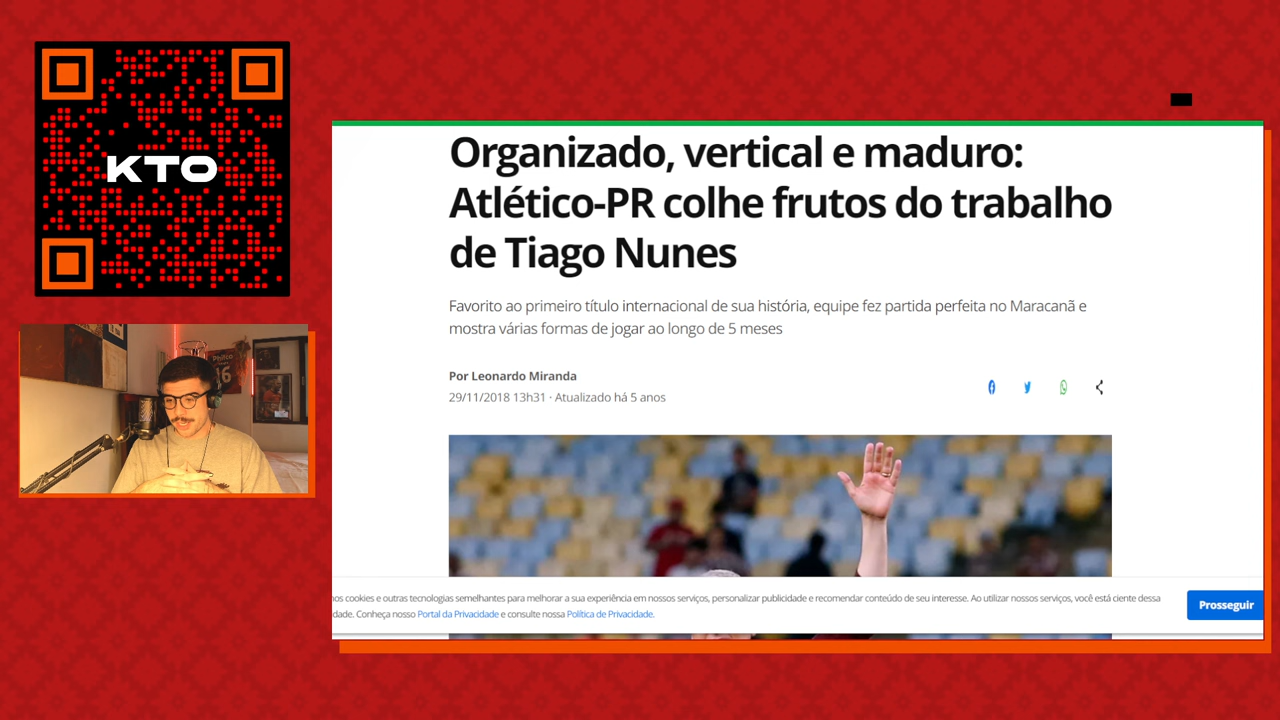 KTO
Philco
16
Organizado, vertical e maduro:
Atlético-PR colhe frutos do trabalho
de Tiago Nunes
Favorito ao primeiro título internacional de sua história, equipe fez partida perfeita no Maracanã e
mostra várias formas de jogar ao longo de 5 meses
Por Leonardo Miranda
29/11/2018 13h31 · Atualizado há 5 anos
nos cookies e outras tecnologias semelhantes para melhorar a sua experiência em nossos serviços, personalizar publicidade e recomendar conteúdo de seu interesse. Ao utilizar nossos serviços, você está ciente dessa
dade. Conheça nosso Portal da Privacidade e consulte nossa Política de Privacidade.
Prosseguir